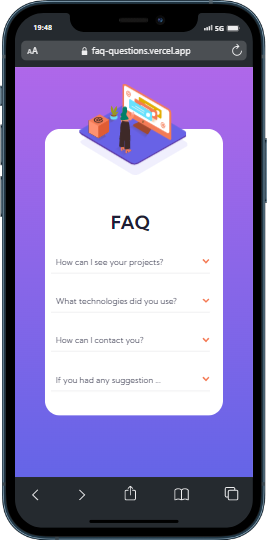 19:48
5G
AA
faq-questions.vercel.app
FAQ
How can I see your projects?
What technologies did you use?
How can I contact you?
If you had any suggestion ...